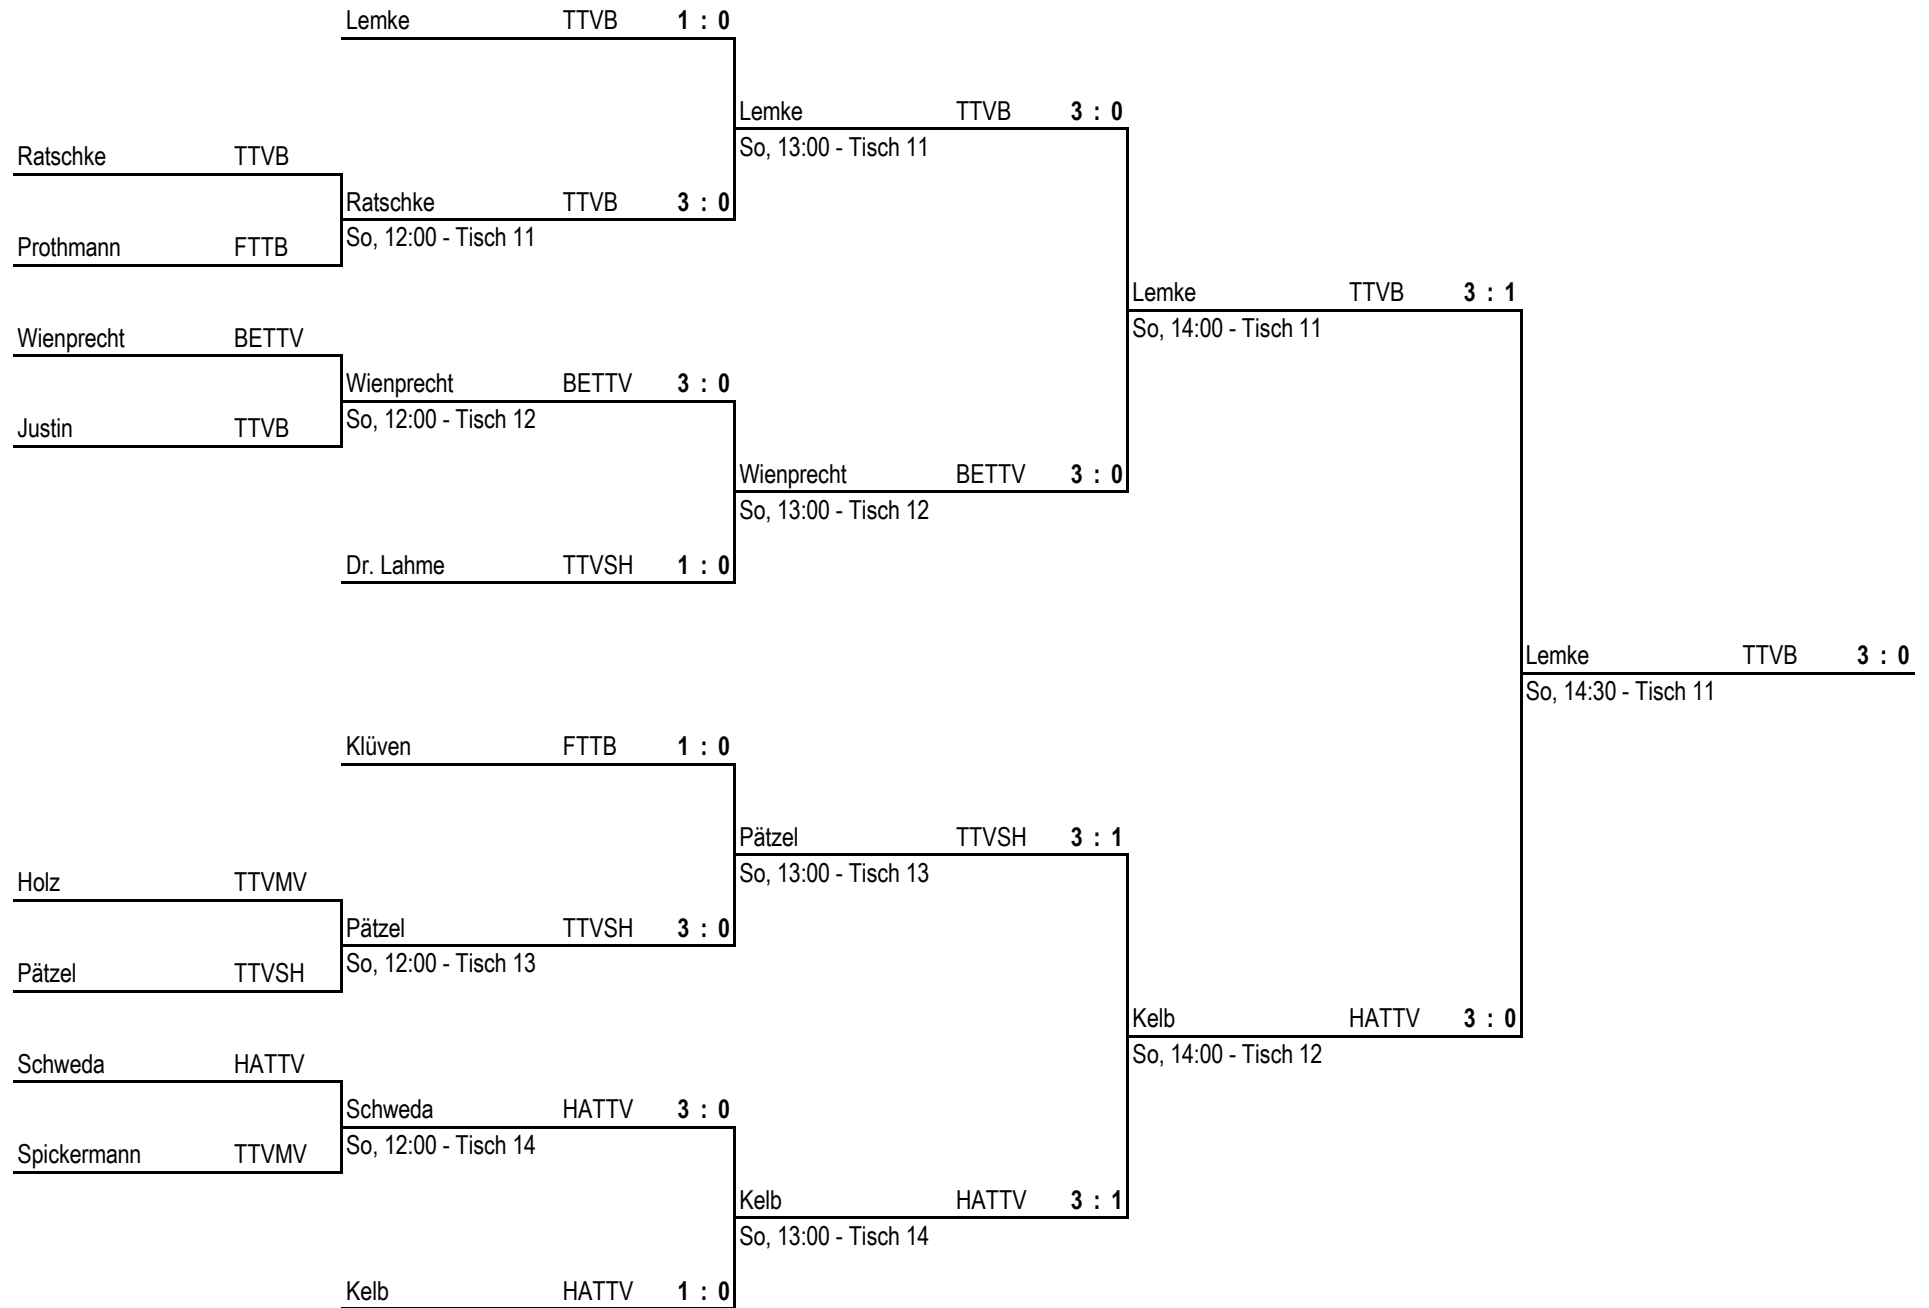 Lemke TTVB 1 : 0
Lemke TTVB 3 : 0
So, 13:00 - Tisch 11
Ratschke TTVB
Ratschke TTVB 3 : 0
So, 12:00 - Tisch 11
Prothmann FTTB
Lemke TTVB 3 : 1
So, 14:00 - Tisch 11
Wienprecht BETTV
Wienprecht BETTV 3 : 0
So, 12:00 - Tisch 12
Justin TTVB
Wienprecht BETTV 3 : 0
So, 13:00 - Tisch 12
Dr. Lahme TTVSH 1 : 0
Lemke TTVB 3 : 0
So, 14:30 - Tisch 11
Klüven FTTB 1 : 0
Pätzel TTVSH 3 : 1
So, 13:00 - Tisch 13
Holz TTVMV
Pätzel TTVSH 3 : 0
So, 12:00 - Tisch 13
Pätzel TTVSH
Kelb HATTV 3 : 0
So, 14:00 - Tisch 12
Schweda HATTV
Schweda HATTV 3 : 0
So, 12:00 - Tisch 14
Spickermann TTVMV
Kelb HATTV 3 : 1
So, 13:00 - Tisch 14
Kelb HATTV 1 : 0